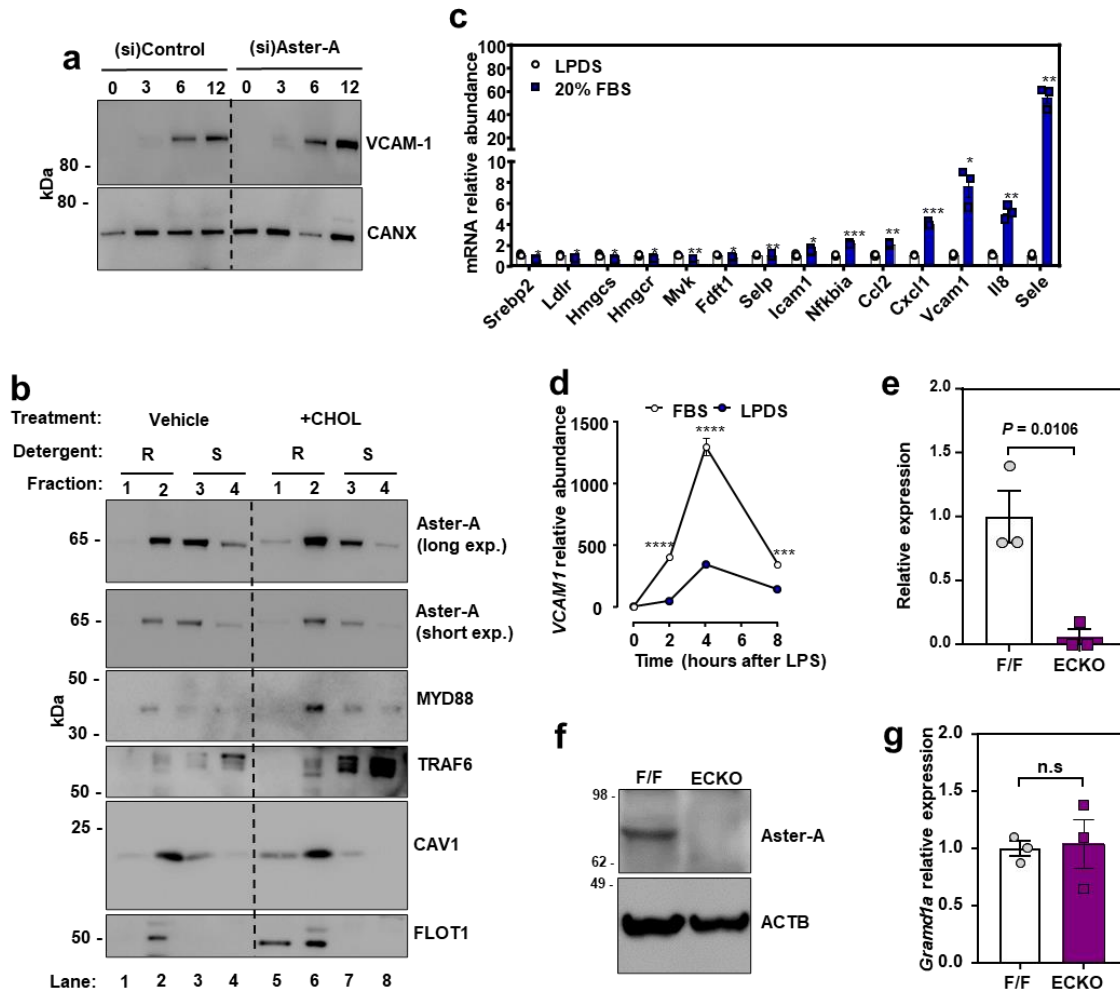 a
(si)Control (si)Aster-A
0 3 6 12 0 3 6 12
VCAM-1
80 -
kDa
80 -
CANX
b
Treatment: Vehicle +CHOL
Detergent: R S R S
Fraction: 1 2 3 4 1 2 3 4
65 -
Aster-A
(long exp.)
65 -
Aster-A
(short exp.)
50 -
MYD88
kDa
30 -
TRAF6
50 -
25 -
CAV1
50 -
FLOT1
Lane: 1 2 3 4 5 6 7 8
c
mRNA relative abundance
100
80
60
40
20
10
8
6
4
2
0
LPDS
20% FBS
* * * * ** * ** * *** ** *** * ** **
Srebp2 Ldlr Hmgcs Hmgcr Mvk Fdft1 Selp Icam1 Nfkbia Ccl2 Cxcl1 Vcam1 Il8 Sele
d
FBS LPDS
VCAM1 relative abundance
1500
1000
500
0
****
****
***
0 2 4 6 8
Time (hours after LPS)
e
Relative expression
2.0
1.5
1.0
0.5
0.0
P = 0.0106
F/F ECKO
f
F/F ECKO
98 -
Aster-A
62 -
49 -
ACTB
g
Gramd1a relative expression
2.0
1.5
1.0
0.5
0.0
n.s
F/F ECKO